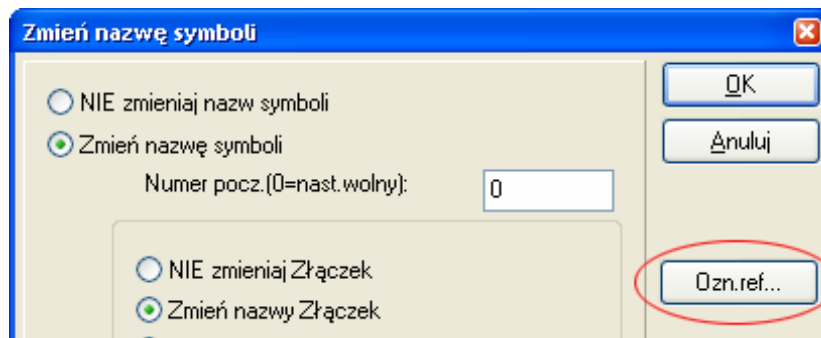 Zmień nazwę symboli
NIE zmieniaj nazw symboli
Zmień nazwę symboli
Numer pocz.(0=nast.wolny):
0
NIE zmieniaj Złączek
Zmień nazwy Złączek
OK
Anuluj
Ozn.ref...